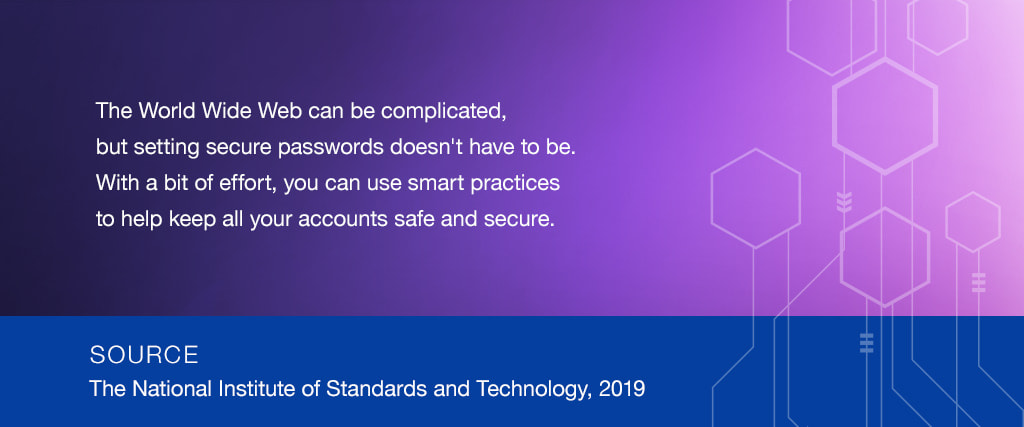 The World Wide Web can be complicated,
but setting secure passwords doesn't have to be.
With a bit of effort, you can use smart practices
to help keep all your accounts safe and secure.
SOURCE
The National Institute of Standards and Technology, 2019